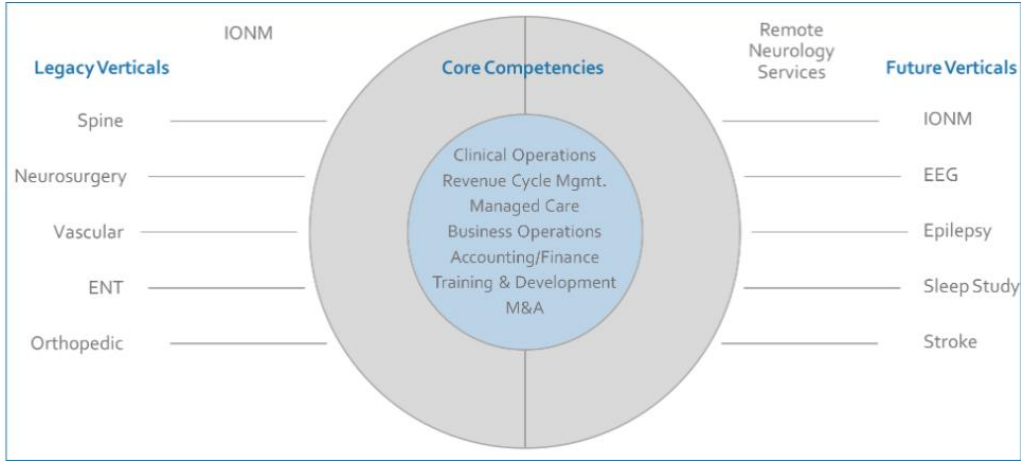 IONM
Legacy Verticals
Spine
Neurosurgery
Vascular
ENT
Orthopedic
Core Competencies
Clinical Operations
Revenue Cycle Mgmt.
Managed Care
Business Operations
Accounting/Finance
Training & Development
M&A
Remote
Neurology
Services
Future Verticals
IONM
EEG
Epilepsy
Sleep Study
Stroke